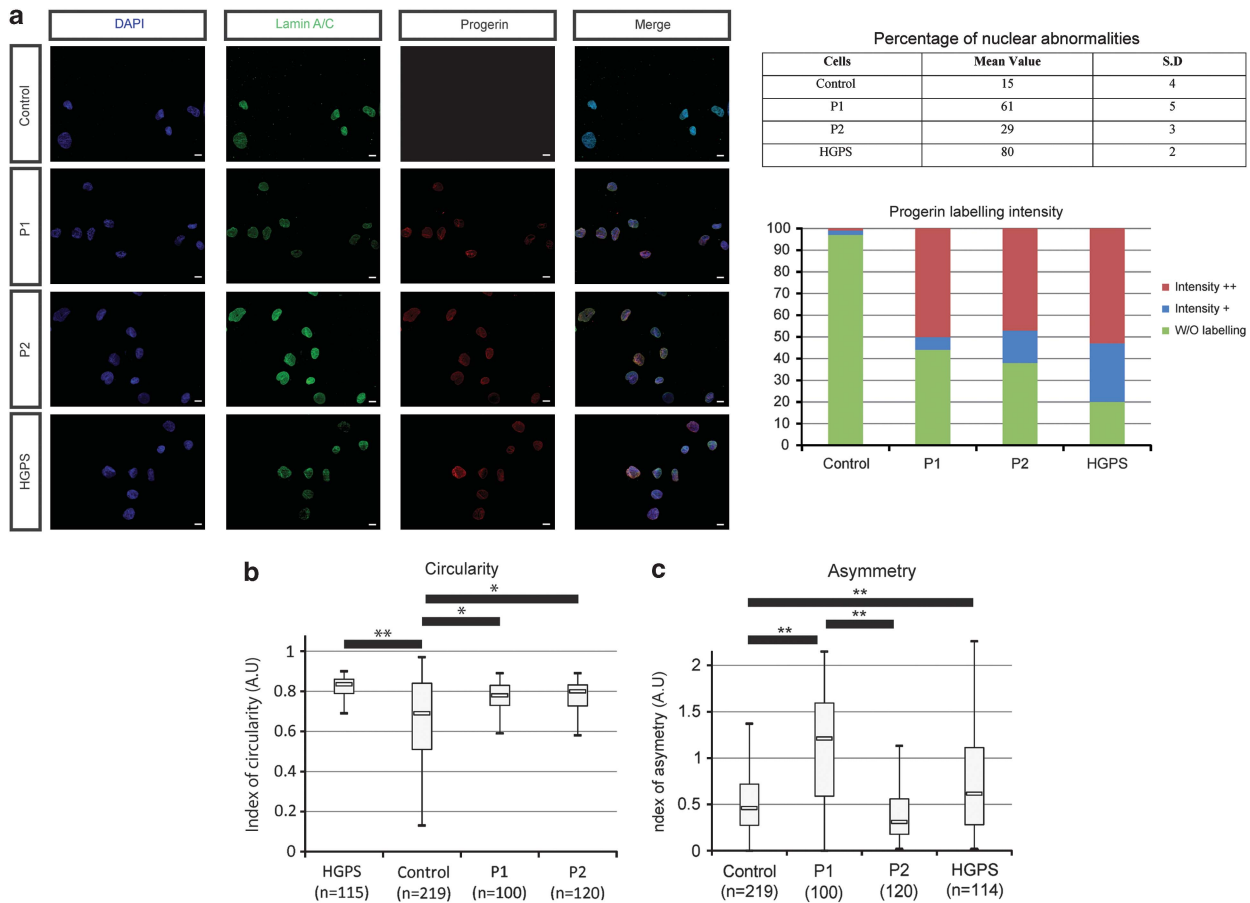 a
DAPI
Lamin A/C
Progerin
Merge
Control
P1
P2
HGPS
Percentage of nuclear abnormalities
Cells Mean Value S.D
Control 15 4
P1 61 5
P2 29 3
HGPS 80 2
Progerin labelling intensity
100
90
80
70
60
50
40
30
20
10
0
Control P1 P2 HGPS
Intensity ++
Intensity +
W/O labelling
b
Circularity
*
*
**
Index of circularity (A.U)
1
0.8
0.6
0.4
0.2
0
HGPS Control P1 P2
(n=115) (n=219) (n=100) (n=120)
c
Asymmetry
**
**
**
ndex of asymetry (A.U)
2
1.5
1
0.5
0
Control P1 P2 HGPS
(n=219) (100) (120) (n=114)